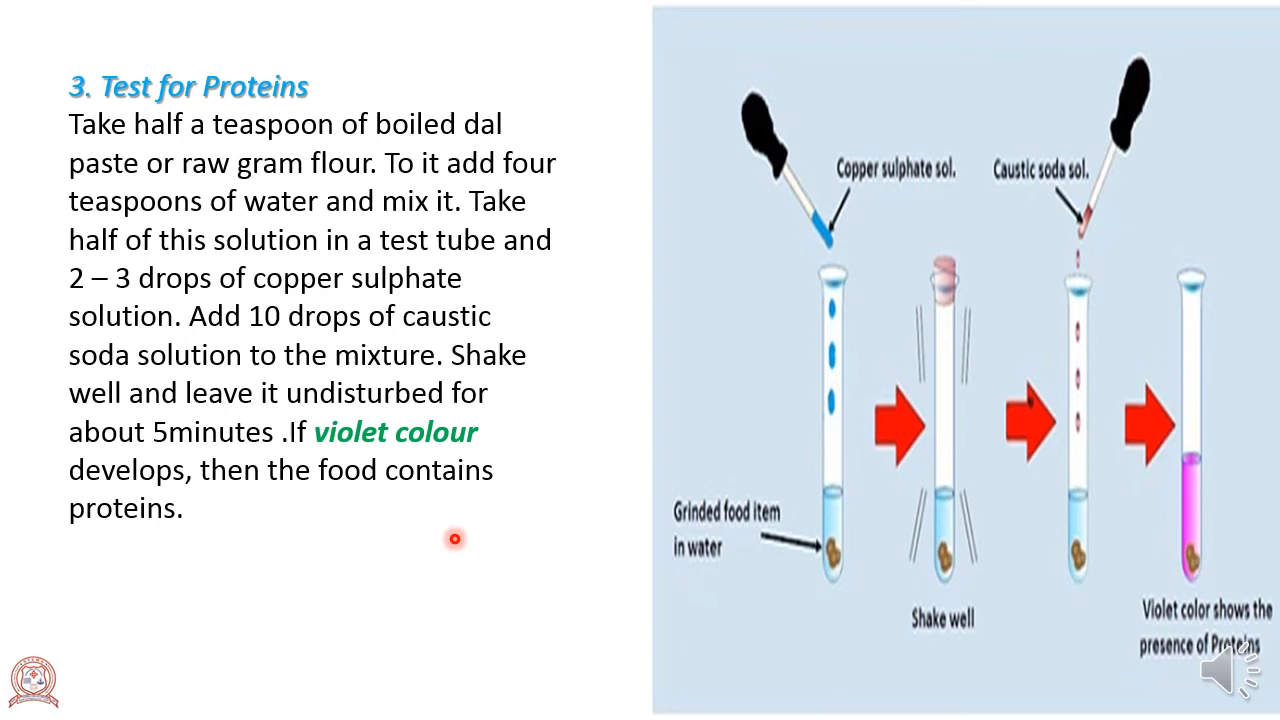 3. Test for Proteins
Take half a teaspoon of boiled dal
paste or raw gram flour. To it add four
teaspoons of water and mix it. Take
half of this solution in a test tube and
2 – 3 drops of copper sulphate
solution. Add 10 drops of caustic
soda solution to the mixture. Shake
well and leave it undisturbed for
about 5minutes .If violet colour
develops, then the food contains
proteins.
Copper sulphate sol.
Caustic soda sol.
Grinded food item
in water
Shake well
Violet color shows the
presence of Proteins